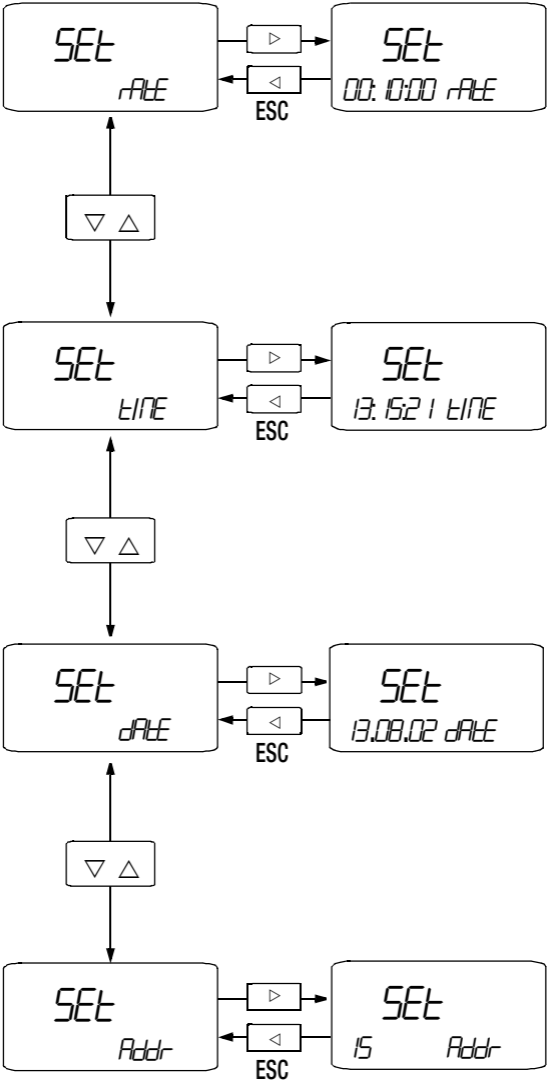 SEt SEt
rAtE 00:10:00 rAtE
ESC
SEt SEt
tIME 13:15:21 tIME
ESC
SEt SEt
dAtE 13.08.02 dAtE
ESC
SEt SEt
Addr 15 Addr
ESC